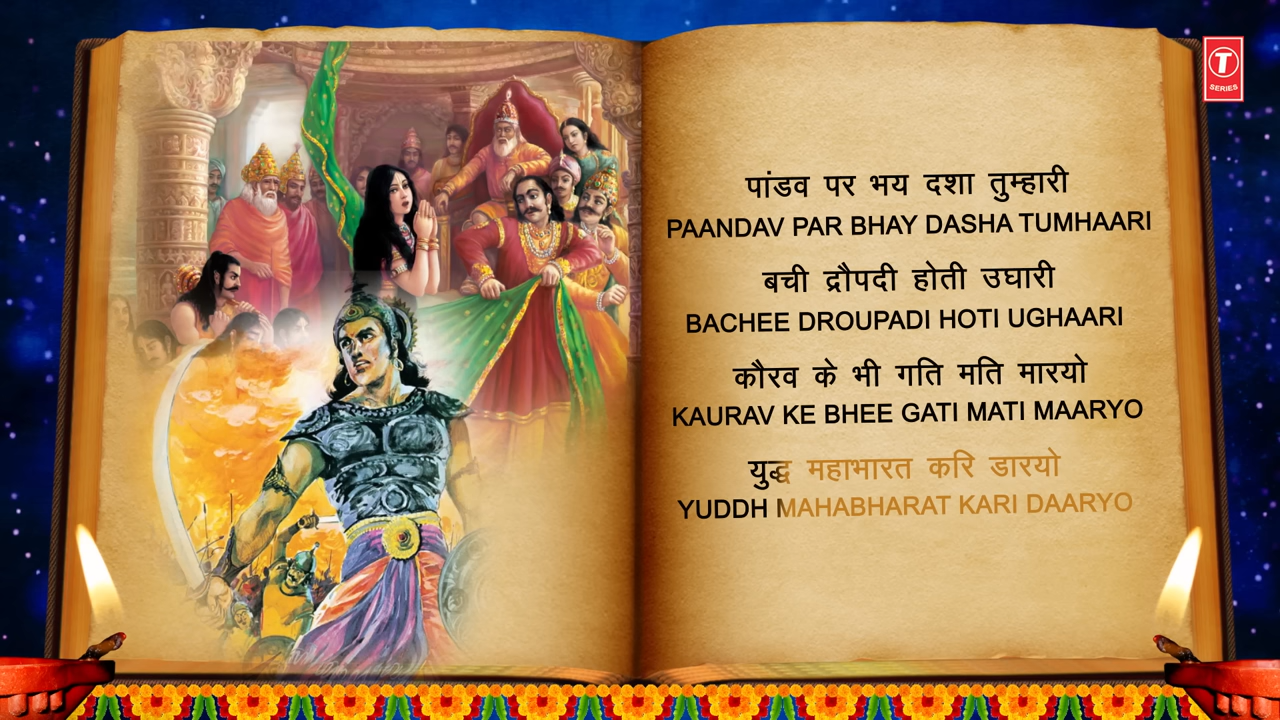 T
SERIES
पांडव पर भय दशा तुम्हारी
PAANDAV PAR BHAY DASHA TUMHAARI
बची द्रौपदी होती उघारी
BACHEE DROUPADI HOTI UGHAARI
कौरव के भी गति मति मारयो
KAURAV KE BHEE GATI MATI MAARYO
युद्ध महाभारत करि डारयो
YUDDH MAHABHARAT KARI DAARYO